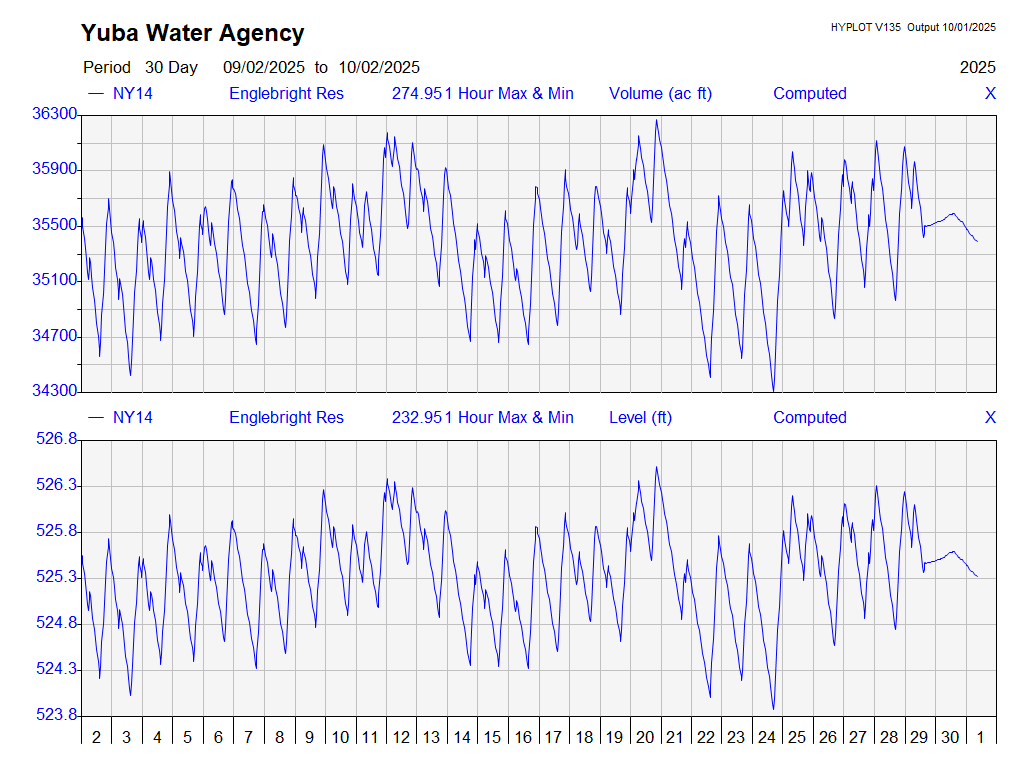 Yuba Water Agency
HYPLOT V135 Output 10/01/2025
Period 30 Day 09/02/2025 to 10/02/2025 2025
NY14 Englebright Res 274.951 Hour Max & Min Volume (ac ft) Computed X
36300
35900
35500
35100
34700
34300
NY14 Englebright Res 232.951 Hour Max & Min Level (ft) Computed X
526.8
526.3
525.8
525.3
524.8
524.3
523.8
2 3 4 5 6 7 8 9 10 11 12 13 14 15 16 17 18 19 20 21 22 23 24 25 26 27 28 29 30 1